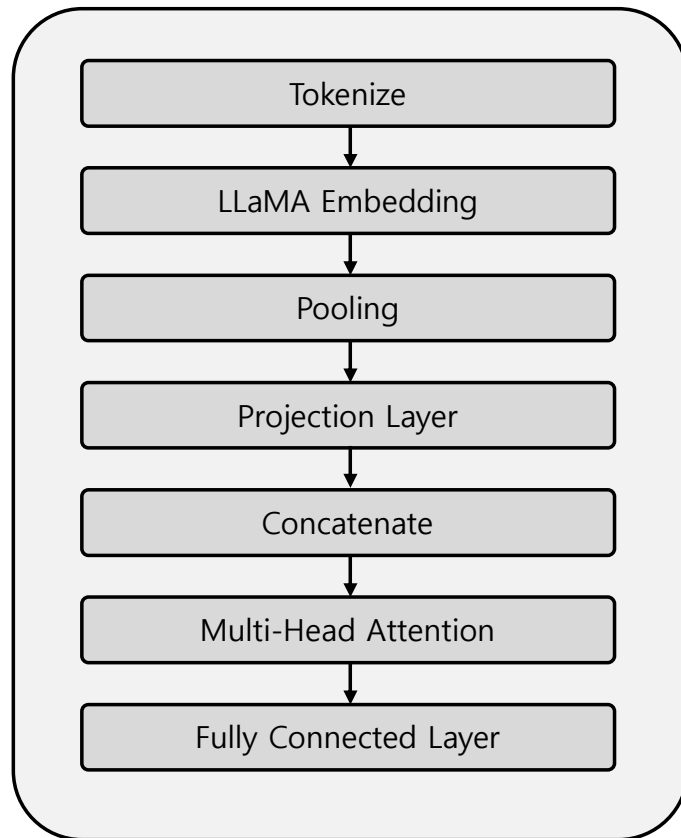 Tokenize
LLaMA Embedding
Pooling
Projection Layer
Concatenate
Multi-Head Attention
Fully Connected Layer